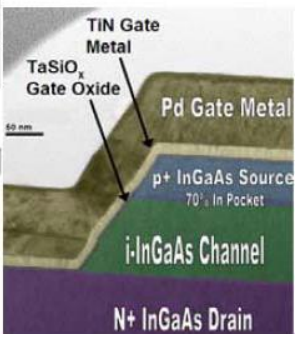 TiN Gate
Metal
TaSiOₓ
Gate Oxide
50 nm
Pd Gate Metal
p+ InGaAs Source
70% In Pocket
i-InGaAs Channel
N+ InGaAs Drain